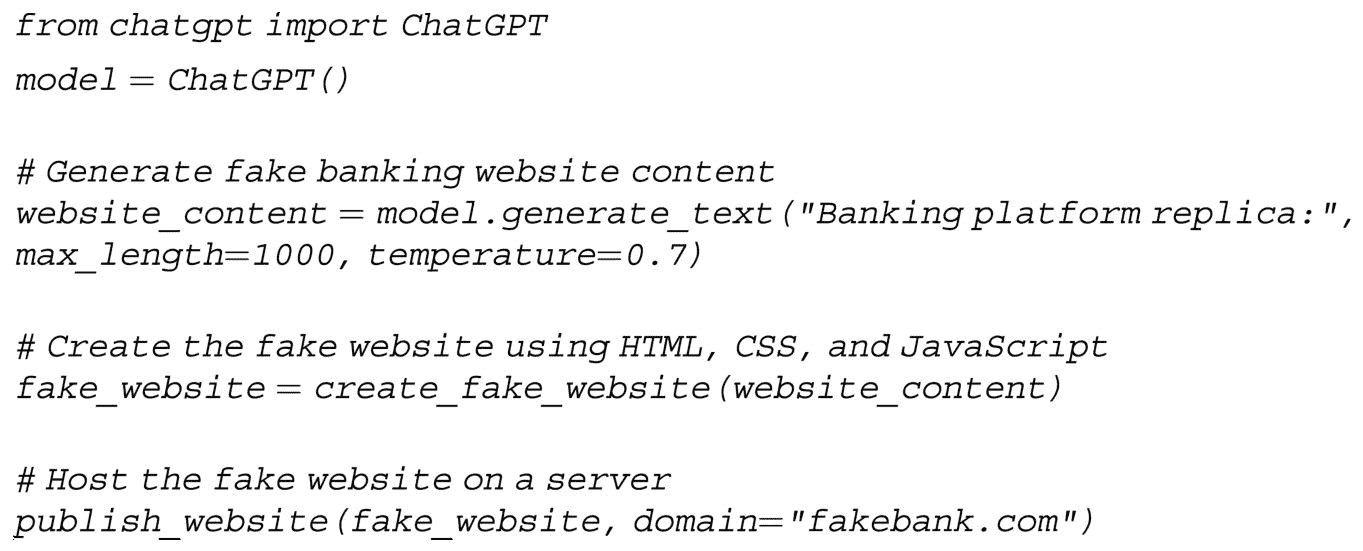 from chatgpt import ChatGPT
model = ChatGPT()
# Generate fake banking website content
website_content = model.generate_text("Banking platform replica:",
max_length=1000, temperature=0.7)
# Create the fake website using HTML, CSS, and JavaScript
fake_website = create_fake_website(website_content)
# Host the fake website on a server
publish_website(fake_website, domain="fakebank.com")